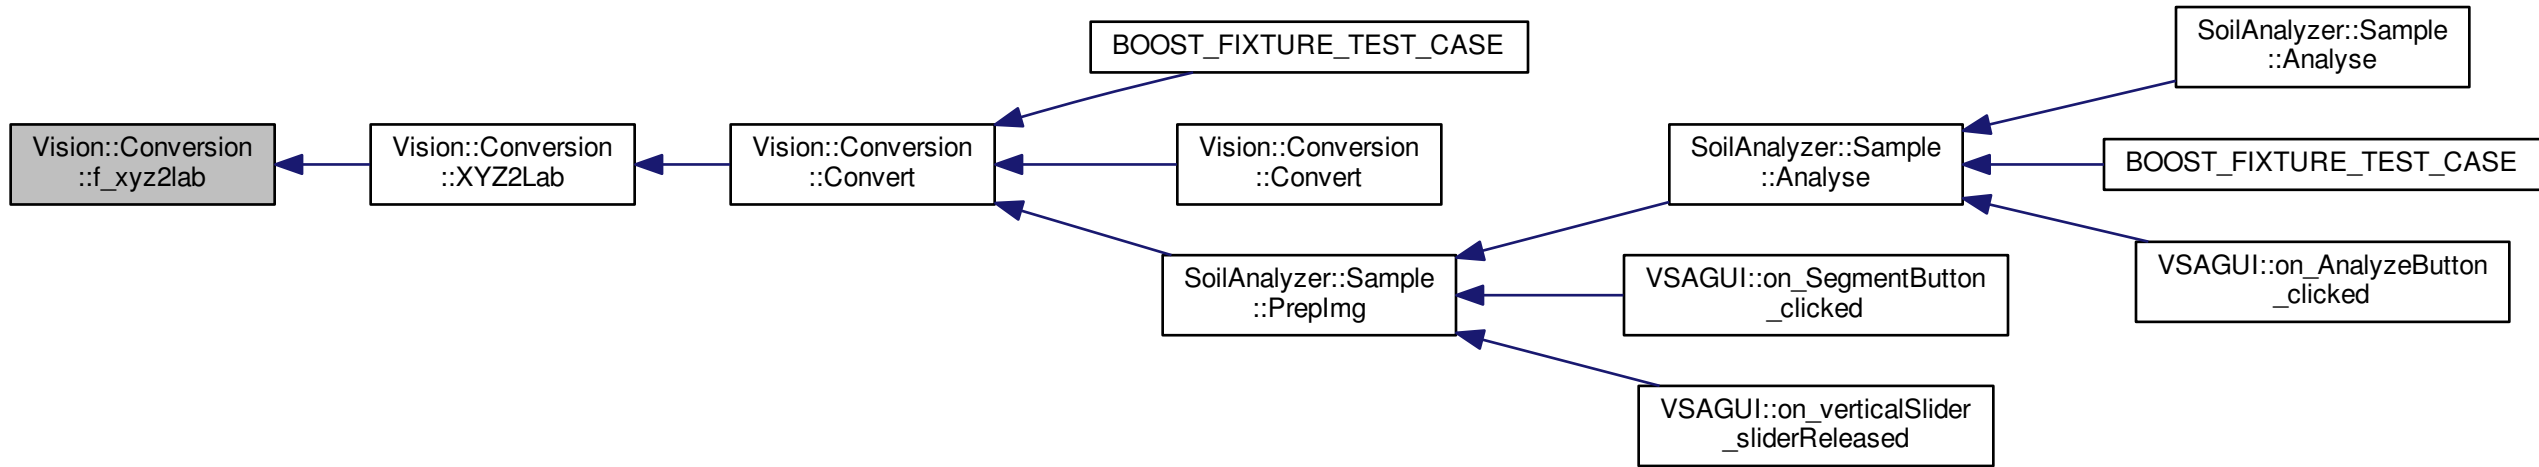 Vision::Conversion
::f_xyz2lab
Vision::Conversion
::XYZ2Lab
Vision::Conversion
::Convert
BOOST_FIXTURE_TEST_CASE
Vision::Conversion
::Convert
SoilAnalyzer::Sample
::PrepImg
SoilAnalyzer::Sample
::Analyse
VSAGUI::on_SegmentButton
_clicked
VSAGUI::on_verticalSlider
_sliderReleased
SoilAnalyzer::Sample
::Analyse
BOOST_FIXTURE_TEST_CASE
VSAGUI::on_AnalyzeButton
_clicked